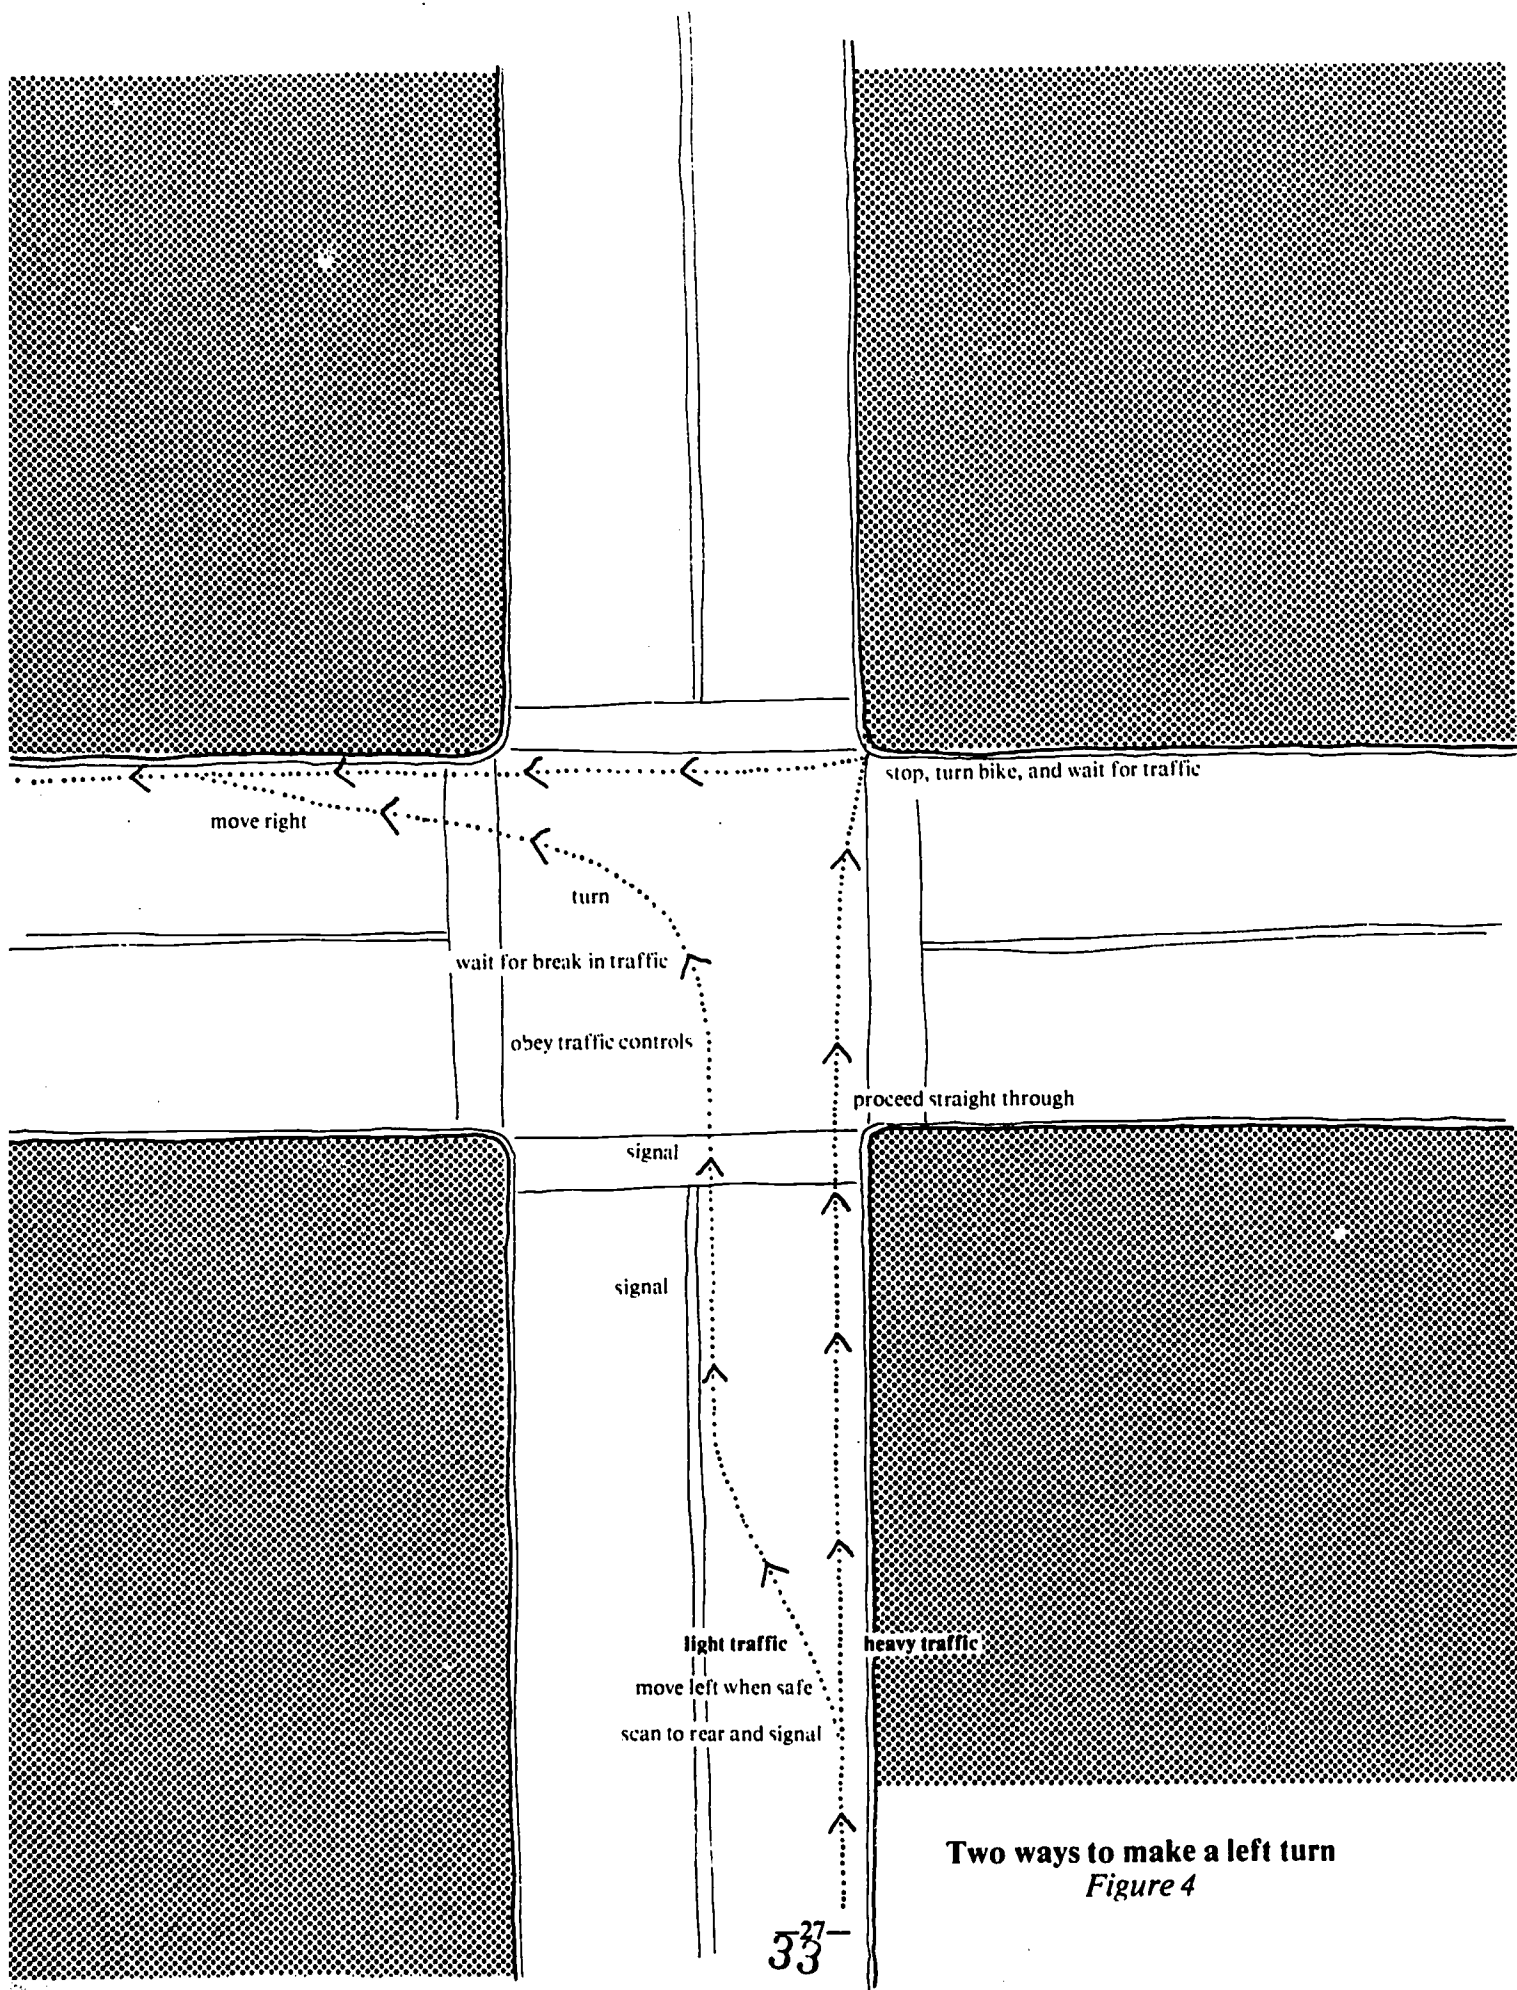 stop, turn bike, and wait for traffic
move right
turn
wait for break in traffic
obey traffic controls
proceed straight through
signal
signal
light traffic
heavy traffic
move left when safe
scan to rear and signal
Two ways to make a left turn
Figure 4
-27-
33